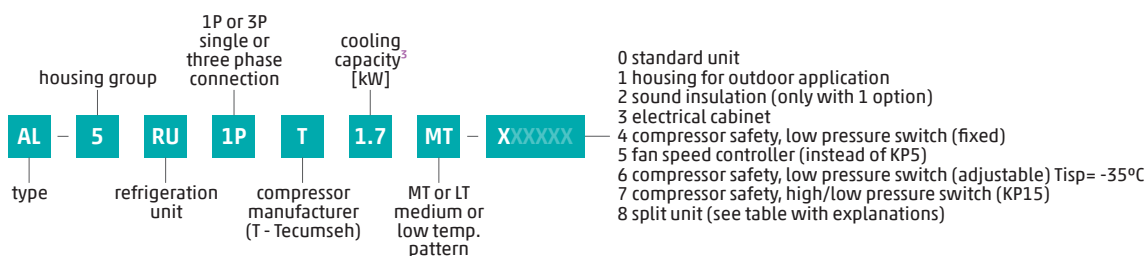 1P or 3P
single or
three phase
connection
cooling
capacity³
[kW]
housing group
AL – 5 RU 1P T 1.7 MT – XXXXXX
type
refrigeration
unit
compressor
manufacturer
(T - Tecumseh)
MT or LT
medium or
low temp.
pattern
0 standard unit
1 housing for outdoor application
2 sound insulation (only with 1 option)
3 electrical cabinet
4 compressor safety, low pressure switch (fixed)
5 fan speed controller (instead of KP5)
6 compressor safety, low pressure switch (adjustable) Tisp= -35ºC
7 compressor safety, high/low pressure switch (KP15)
8 split unit (see table with explanations)